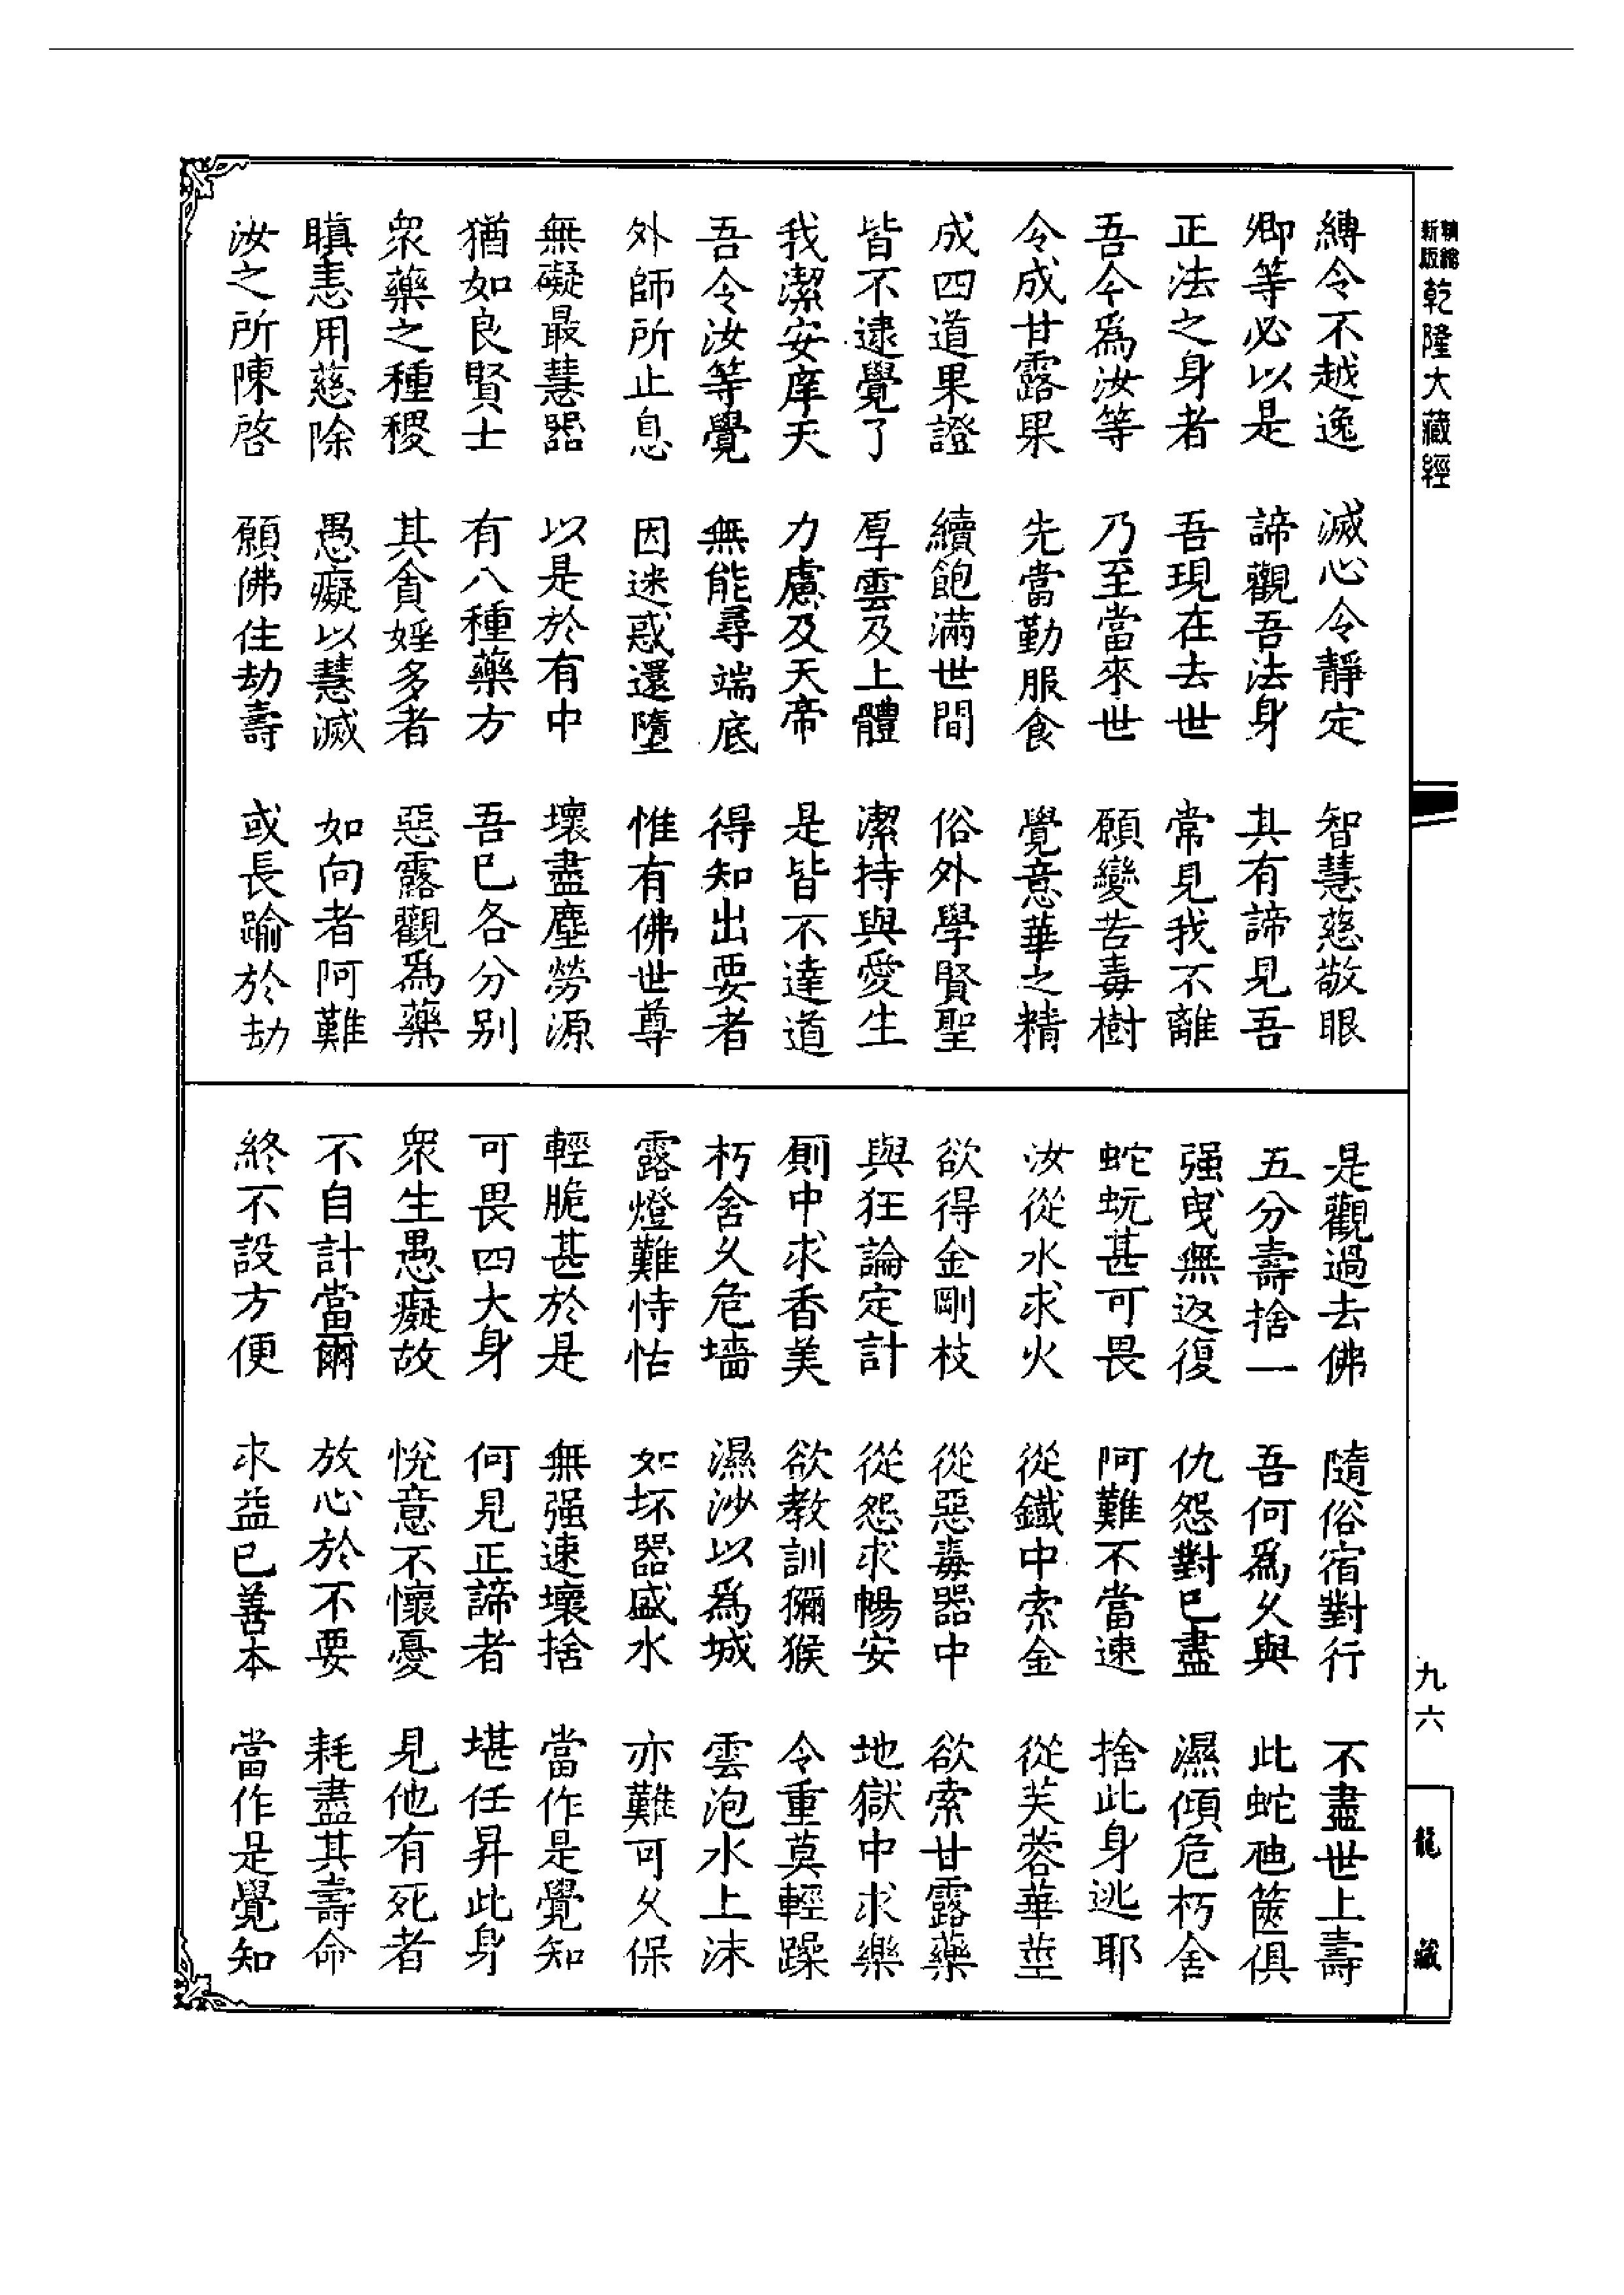 新版 乾隆大藏經
縛令不越逸 滅心令靜定 智慧慈敬眼
卿等必以是 諦觀吾法身 其有諦見吾
正法之身者 吾現在去世 常見我不離
吾今為汝等 乃至當來世 願變苦毒樹
令成甘露果 先當勤服食 覺意華之精
成四道果證 續飽滿世間 俗外學賢聖
皆不逮覺了 厚雲及上體 潔持與愛生
我潔安庠天 力慮及天帝 是皆不達道
吾令汝等覺 無能尋端底 得知出要者
外師所止息 因迷惑還墮 惟有佛世尊
無礙最慧器 以是於有中 壞盡塵勞源
猶如良賢士 有八種藥方 吾已各分別
眾藥之種稷 其貪婬多者 惡露觀為藥
瞋恚用慈除 愚癡以慧滅 如向者阿難
汝之所陳啓 願佛住劫壽 或長踰於劫
是觀過去佛 隨俗宿對行 不盡世上壽
五分壽捨一 吾何為久與 此蛇虺篋俱
强曳無返復 仇怨對已盡 濕傾危朽舍
蛇蚖甚可畏 阿難不當速 捨此身逃耶
汝從水求火 從鐵中索金 從芙蓉華莖
欲得金剛枝 從惡毒器中 欲索甘露藥
與狂論定計 從怨求暢安 地獄中求樂
廁中求香美 欲教訓獼猴 令重莫輕躁
朽舍久危墻 濕沙以為城 雲泡水上沫
露燈難恃怙 如坏器盛水 亦難可久保
輕脆甚於是 無强速壞捨 當作是覺知
可畏四大身 何見正諦者 堪任昇此身
眾生愚癡故 悅意不懷憂 見他有死者
不自計當爾 放心於不要 耗盡其壽命
終不設方便 求益已善本 當作是覺知
九六
龍藏